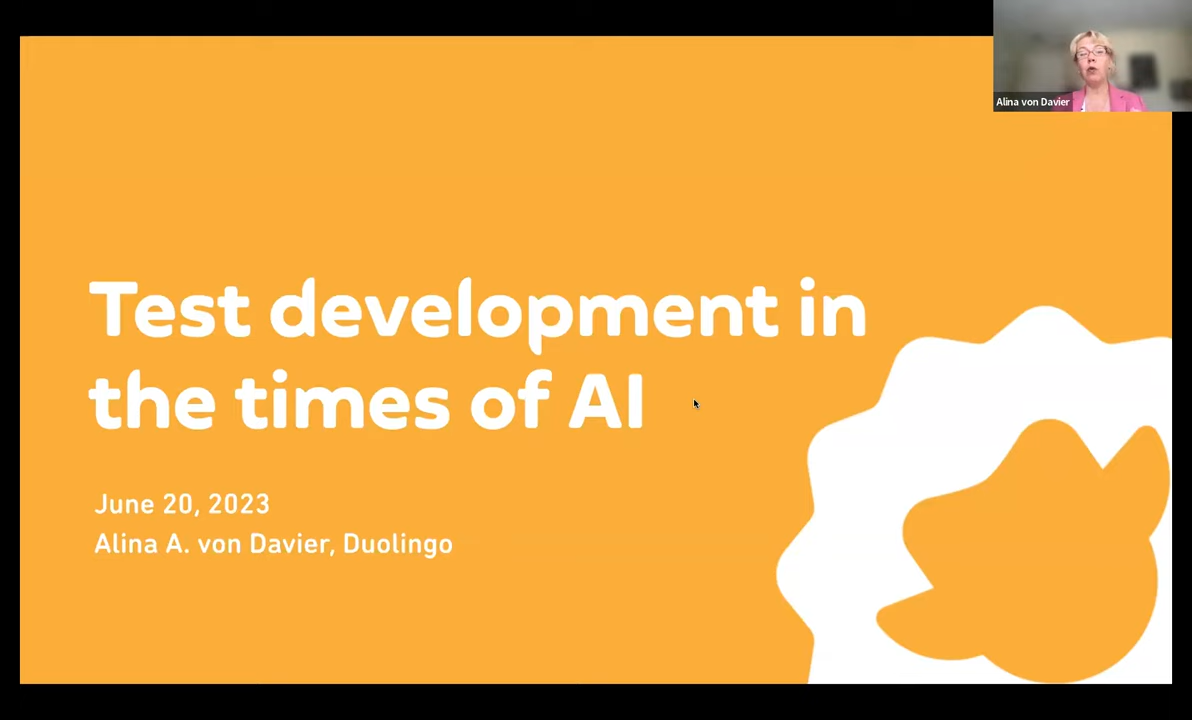 Alina von Davier
Test development in
the times of AI
June 20, 2023
Alina A. von Davier, Duolingo